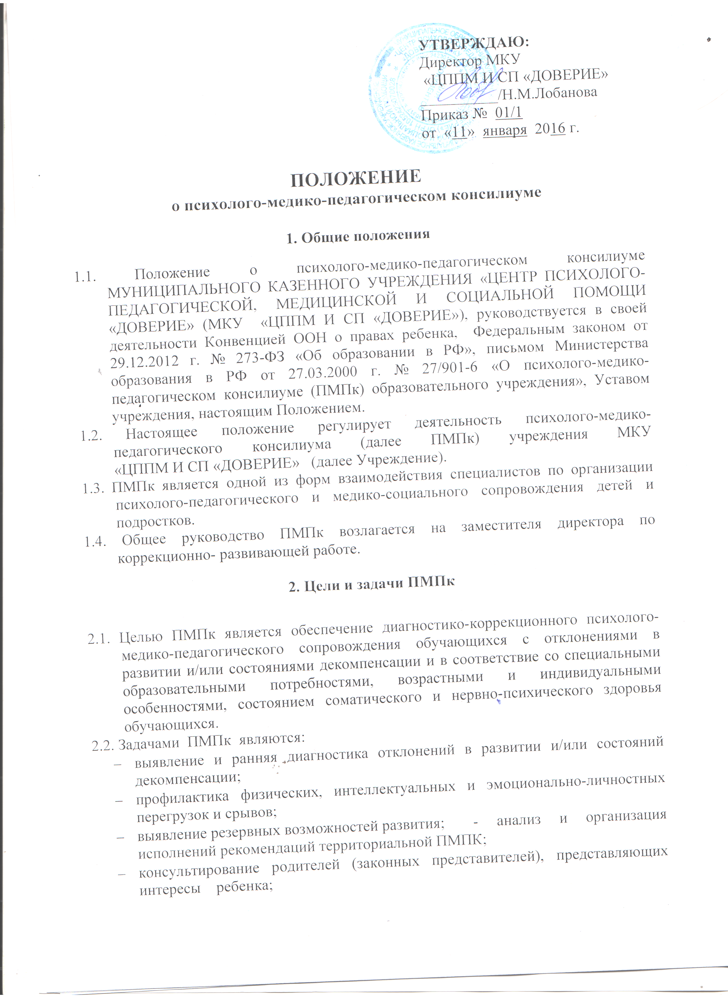 УТВЕРЖДАЮ:
Директор МКУ
«ЦППМ И СП «ДОВЕРИЕ»
/Н.М.Лобанова
Приказ № 01/1
от «11» января 2016 г.
ПОЛОЖЕНИЕ
о психолого-медико-педагогическом консилиуме
1. Общие положения
1.1. Положение о психолого-медико-педагогическом консилиуме
МУНИЦИПАЛЬНОГО КАЗЕННОГО УЧРЕЖДЕНИЯ «ЦЕНТР ПСИХОЛОГО-
ПЕДАГОГИЧЕСКОЙ, МЕДИЦИНСКОЙ И СОЦИАЛЬНОЙ ПОМОЩИ
«ДОВЕРИЕ» (МКУ «ЦППМ И СП «ДОВЕРИЕ»), руководствуется в своей
деятельности Конвенцией ООН о правах ребенка, Федеральным законом от
29.12.2012 г. № 273-ФЗ «Об образовании в РФ», письмом Министерства
образования в РФ от 27.03.2000 г. № 27/901-6 «О психолого-медико-
педагогическом консилиуме (ПМПк) образовательного учреждения», Уставом
учреждения, настоящим Положением.
1.2. Настоящее положение регулирует деятельность психолого-медико-
педагогического консилиума (далее ПМПк) учреждения МКУ
«ЦППМ И СП «ДОВЕРИЕ» (далее Учреждение).
1.3. ПМПк является одной из форм взаимодействия специалистов по организации
психолого-педагогического и медико-социального сопровождения детей и
подростков.
1.4. Общее руководство ПМПк возлагается на заместителя директора по
коррекционно- развивающей работе.
2. Цели и задачи ПМПк
2.1. Целью ПМПк является обеспечение диагностико-коррекционного психолого-
медико-педагогического сопровождения обучающихся с отклонениями в
развитии и/или состояниями декомпенсации и в соответствие со специальными
образовательными потребностями, возрастными и индивидуальными
особенностями, состоянием соматического и нервно-психического здоровья
обучающихся.
2.2. Задачами ПМПк являются:
– выявление и ранняя диагностика отклонений в развитии и/или состояний
декомпенсации;
– профилактика физических, интеллектуальных и эмоционально-личностных
перегрузок и срывов;
– выявление резервных возможностей развития; - анализ и организация
исполнений рекомендаций территориальной ПМПК;
– консультирование родителей (законных представителей), представляющих
интересы ребенка;